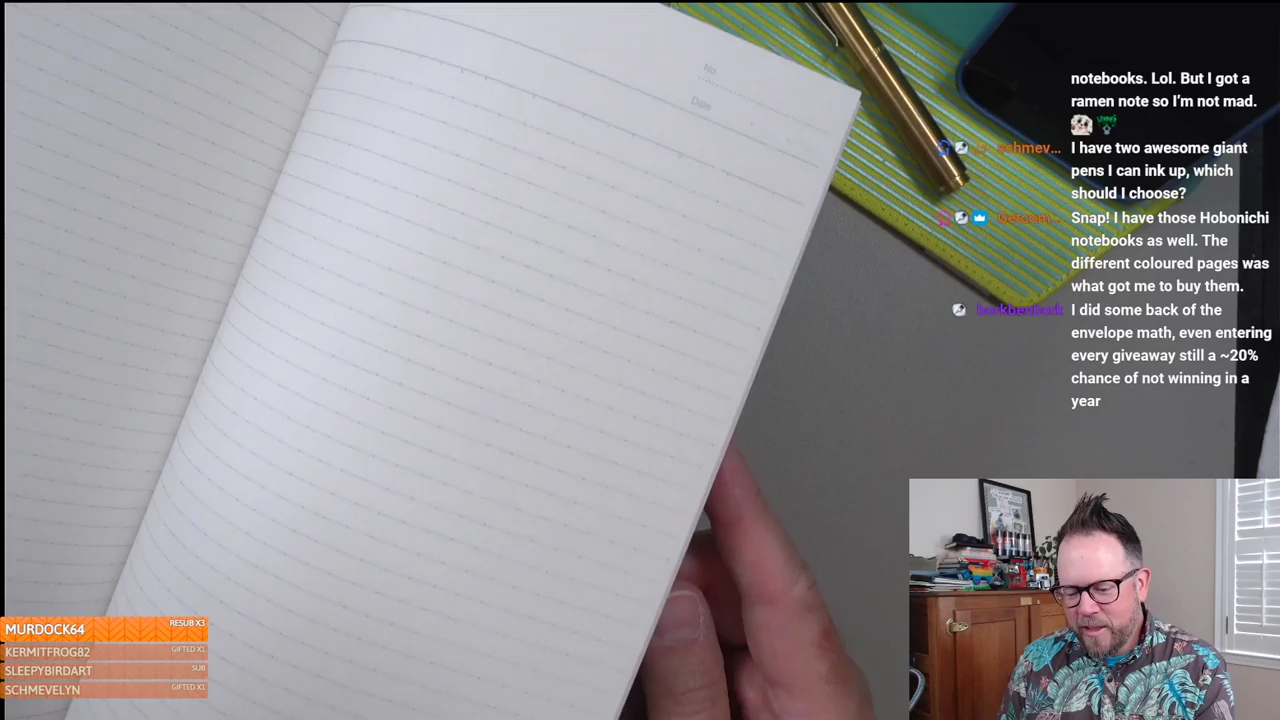 No.
DATE
notebooks. Lol. But I got a
ramen note so I'm not mad.
Schmev...
I have two awesome giant
pens I can ink up, which
should I choose?
Getcom...
Snap! I have those Hobonichi
notebooks as well. The
different coloured pages was
what got me to buy them.
borkbenbork
I did some back of the
envelope math, even entering
every giveaway still a ~20%
chance of not winning in a
year
MURDOCK64 RESUB X3
KERMITFROG82 GIFTED X1
SLEEPYBIRDART SUB
SCHMEVELYN GIFTED X1